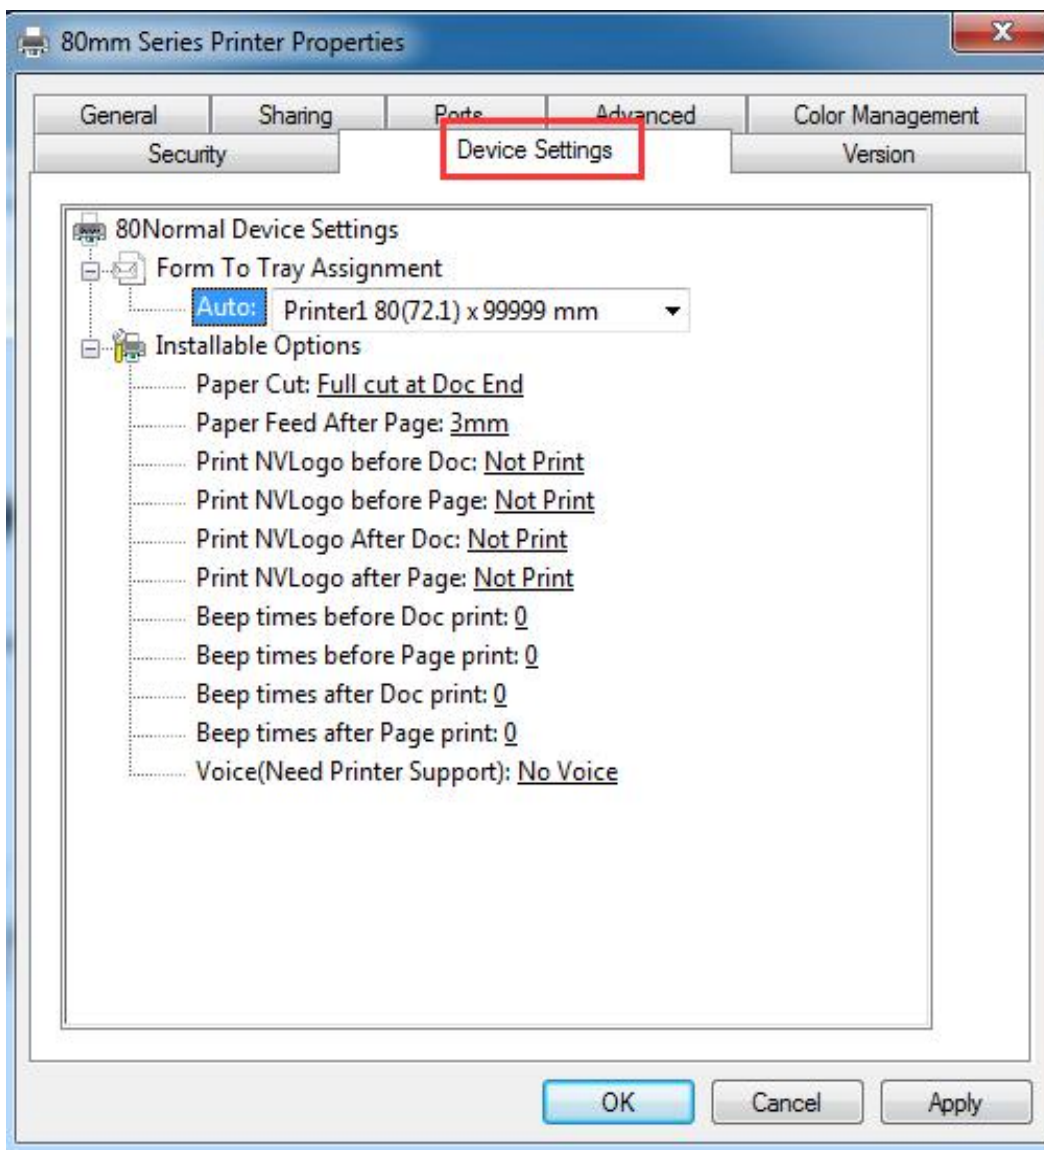 80mm Series Printer Properties
General Sharing Ports Advanced Color Management
Security Device Settings Version
80Normal Device Settings
Form To Tray Assignment
Auto: Printer1 80(72.1) x 99999 mm
Installable Options
Paper Cut: Full cut at Doc End
Paper Feed After Page: 3mm
Print NVLogo before Doc: Not Print
Print NVLogo before Page: Not Print
Print NVLogo After Doc: Not Print
Print NVLogo after Page: Not Print
Beep times before Doc print: 0
Beep times before Page print: 0
Beep times after Doc print: 0
Beep times after Page print: 0
Voice(Need Printer Support): No Voice
OK Cancel Apply